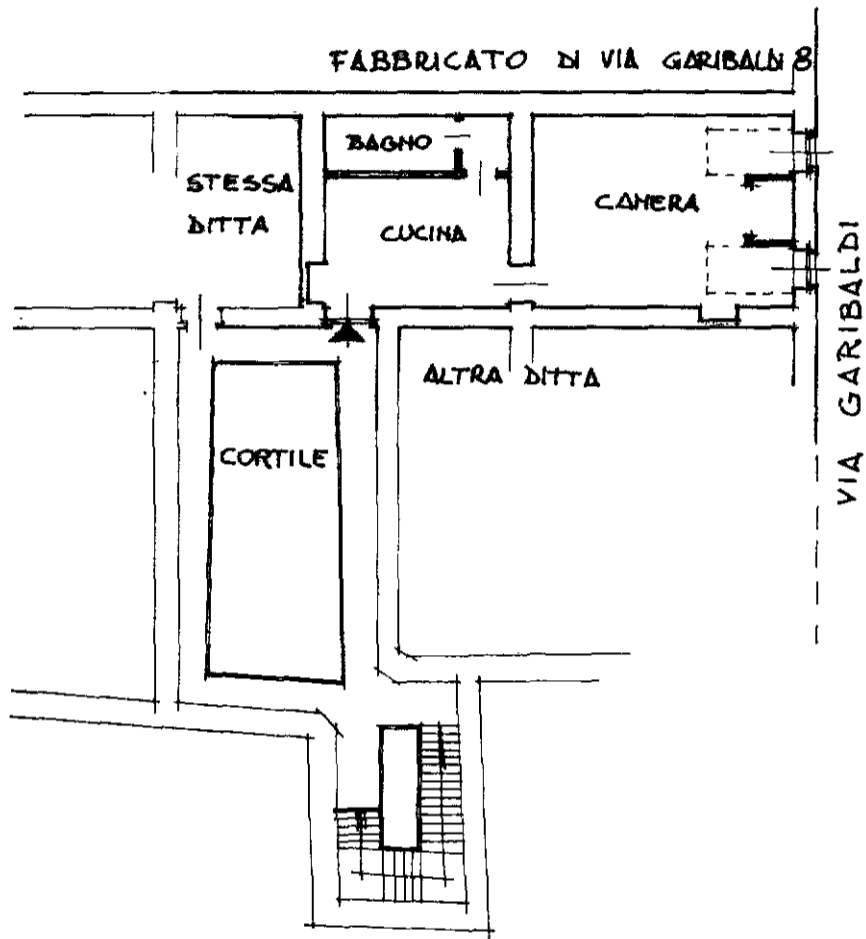 FABBRICATO DI VIA GARIBALDI 8
BAGNO
STESSA
DITTA
CUCINA
CAMERA
VIA GARIBALDI
ALTRA DITTA
CORTILE